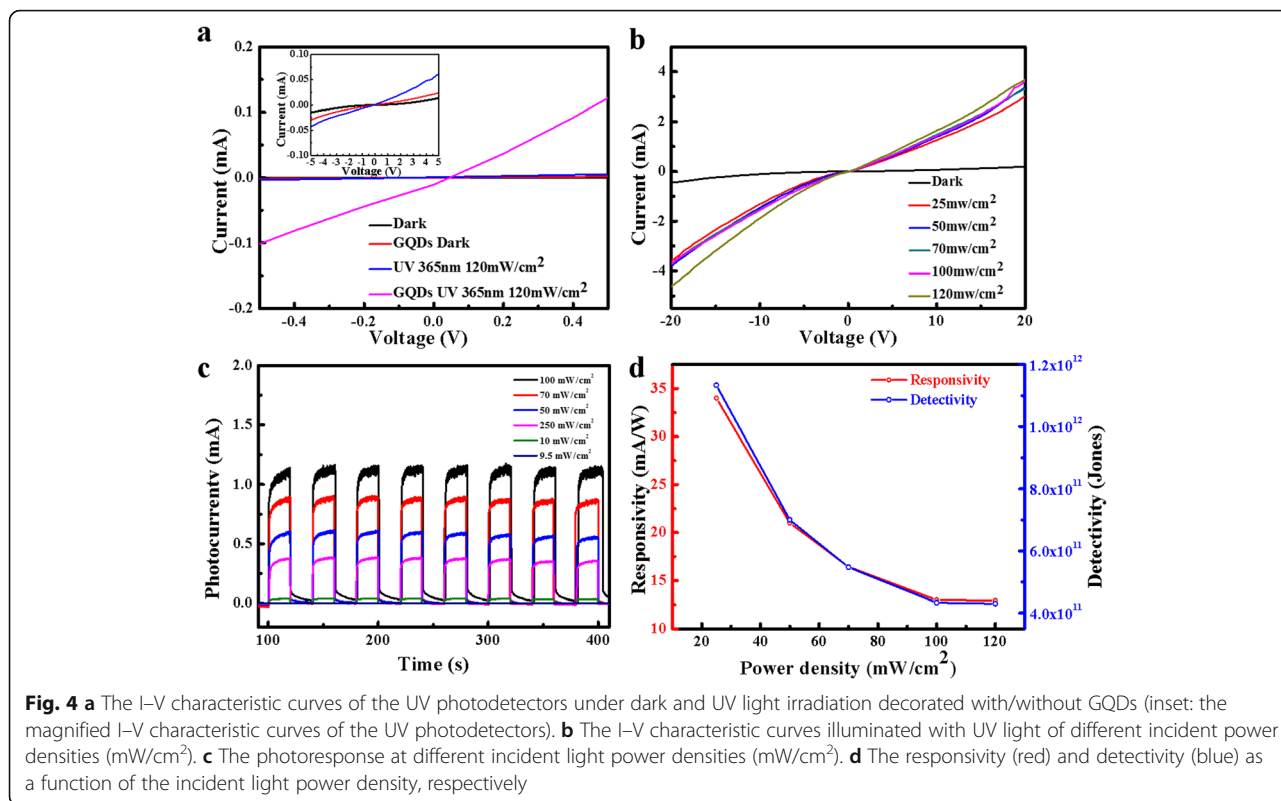 a
0.2
0.1
0.0
-0.1
-0.2
Current (mA)
-0.4
-0.2
0.0
0.2
0.4
Voltage (V)
0.10
0.05
0.00
-0.05
-0.10
Current (mA)
-5 -4 -3 -2 -1 0 1 2 3 4 5
Voltage (V)
Dark
GQDs Dark
UV 365nm 120mW/cm²
GQDs UV 365nm 120mW/cm²
b
4
2
0
-2
-4
Current (mA)
-20
-10
0
10
20
Voltage (V)
Dark
25mw/cm²
50mw/cm²
70mw/cm²
100mw/cm²
120mw/cm²
c
2.0
1.5
1.0
0.5
0.0
Photocurrentv (mA)
100
200
300
400
Time (s)
100 mW/cm²
70 mW/cm²
50 mW/cm²
250 mW/cm²
10 mW/cm²
9.5 mW/cm²
d
35
30
25
20
15
10
Responsivity (mA/W)
20
40
60
80
100
120
Power density (mW/cm²)
Responsivity
Detectivity
1.2x10¹²
1.0x10¹²
8.0x10¹¹
6.0x10¹¹
4.0x10¹¹
Detectivity (Jones)
Fig. 4 a The I–V characteristic curves of the UV photodetectors under dark and UV light irradiation decorated with/without GQDs (inset: the
magnified I–V characteristic curves of the UV photodetectors). b The I–V characteristic curves illuminated with UV light of different incident power
densities (mW/cm²). c The photoresponse at different incident light power densities (mW/cm²). d The responsivity (red) and detectivity (blue) as
a function of the incident light power density, respectively